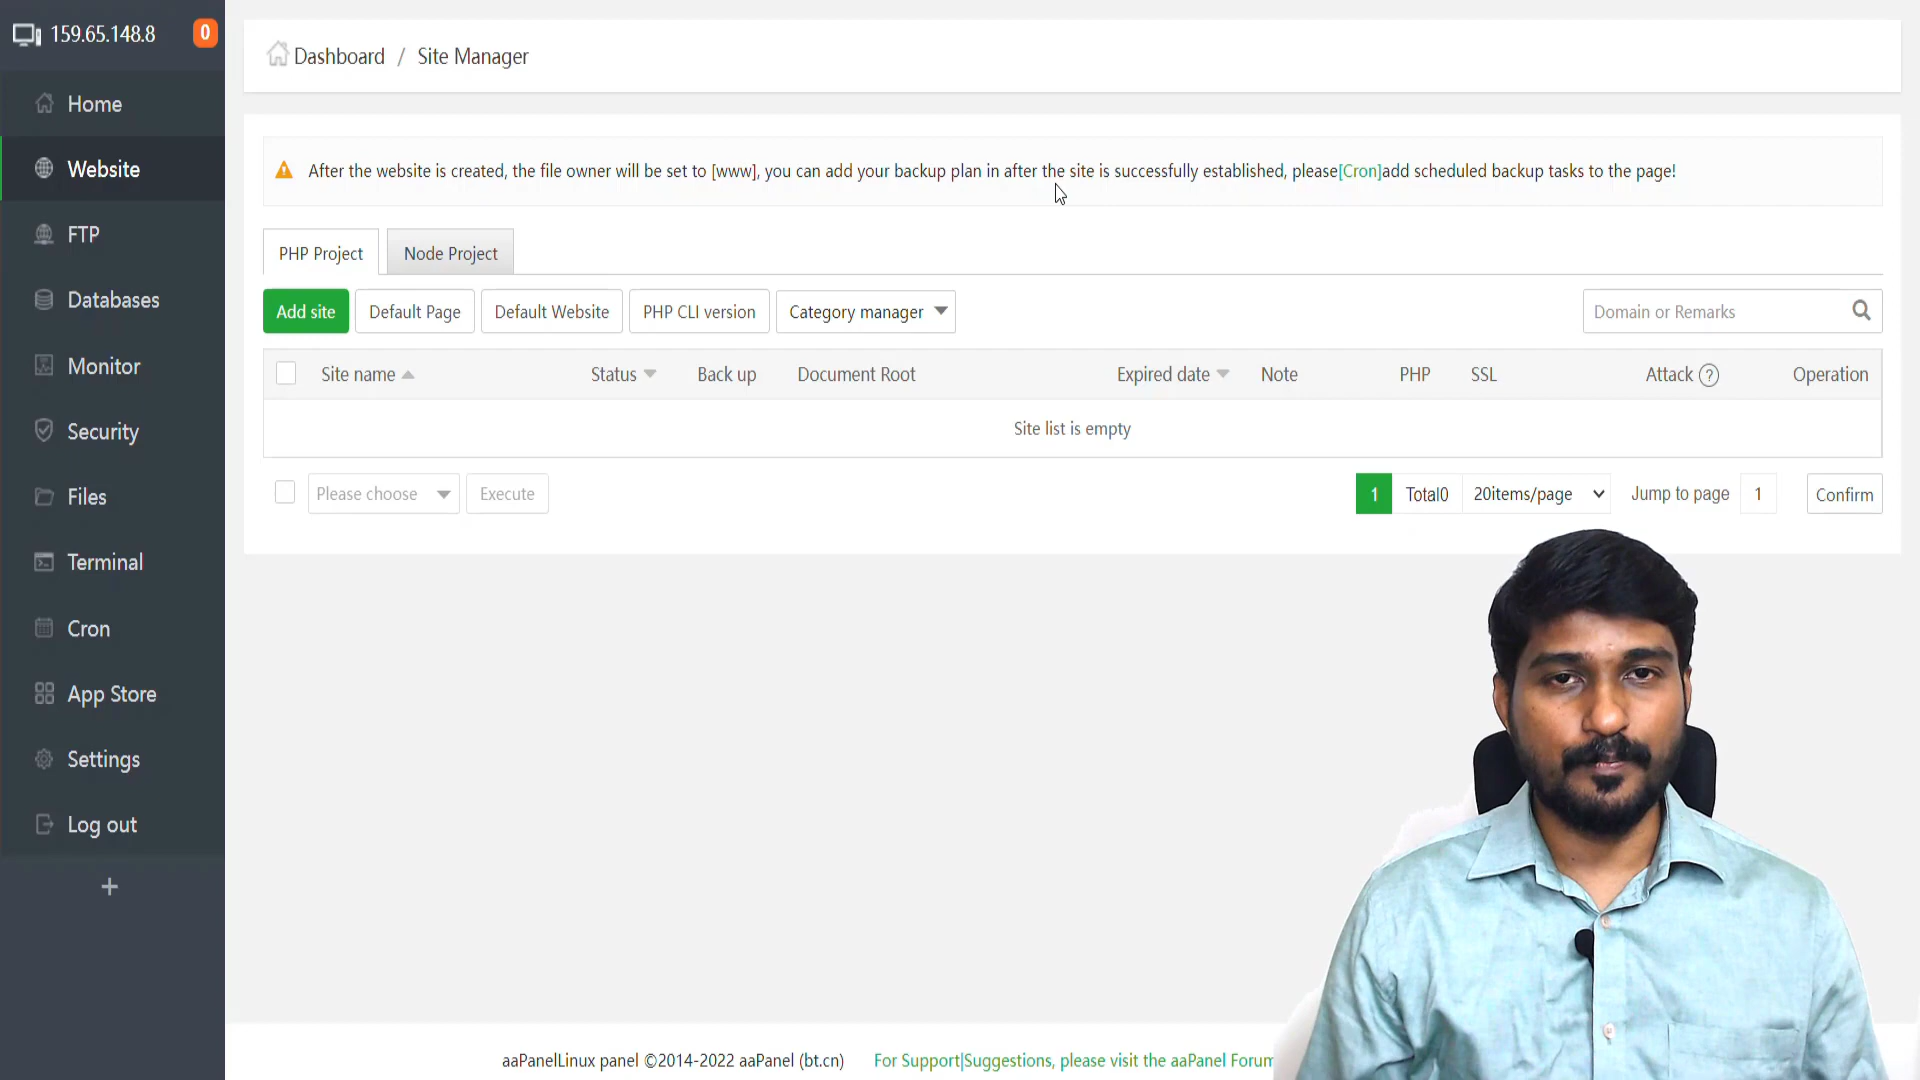 159.65.148.8 0
Home
Website
FTP
Databases
Monitor
Security
Files
Terminal
Cron
App Store
Settings
Log out
Dashboard / Site Manager
After the website is created, the file owner will be set to [www], you can add your backup plan in after the site is successfully established, please[Cron]add scheduled backup tasks to the page!
PHP Project Node Project
Add site Default Page Default Website PHP CLI version Category manager Domain or Remarks
Site name Status Back up Document Root Expired date Note PHP SSL Attack ? Operation
Site list is empty
Please choose Execute 1 Total0 20items/page Jump to page 1 Confirm
aaPanelLinux panel ©2014-2022 aaPanel (bt.cn) For Support|Suggestions, please visit the aaPanel Forum